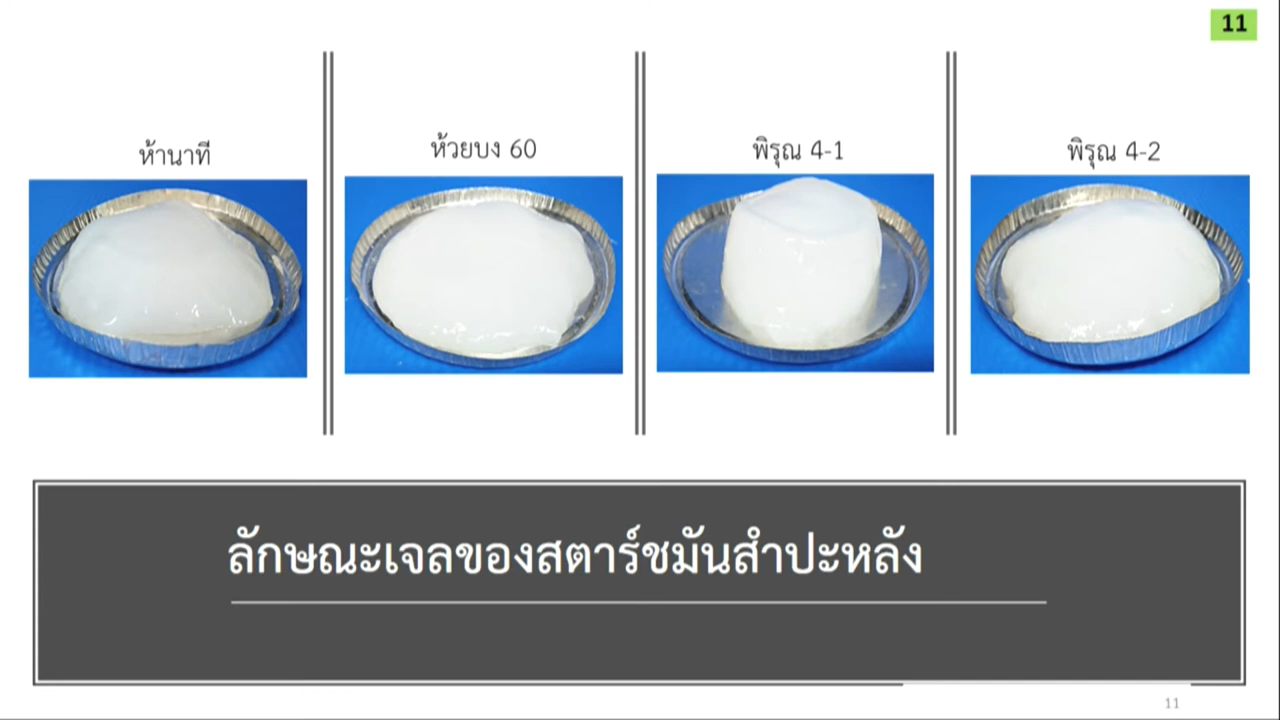 11
ห้านาที
ห้วยบง 60
พิรุณ 4-1
พิรุณ 4-2
ลักษณะเจลของสตาร์ชมันสำปะหลัง
11